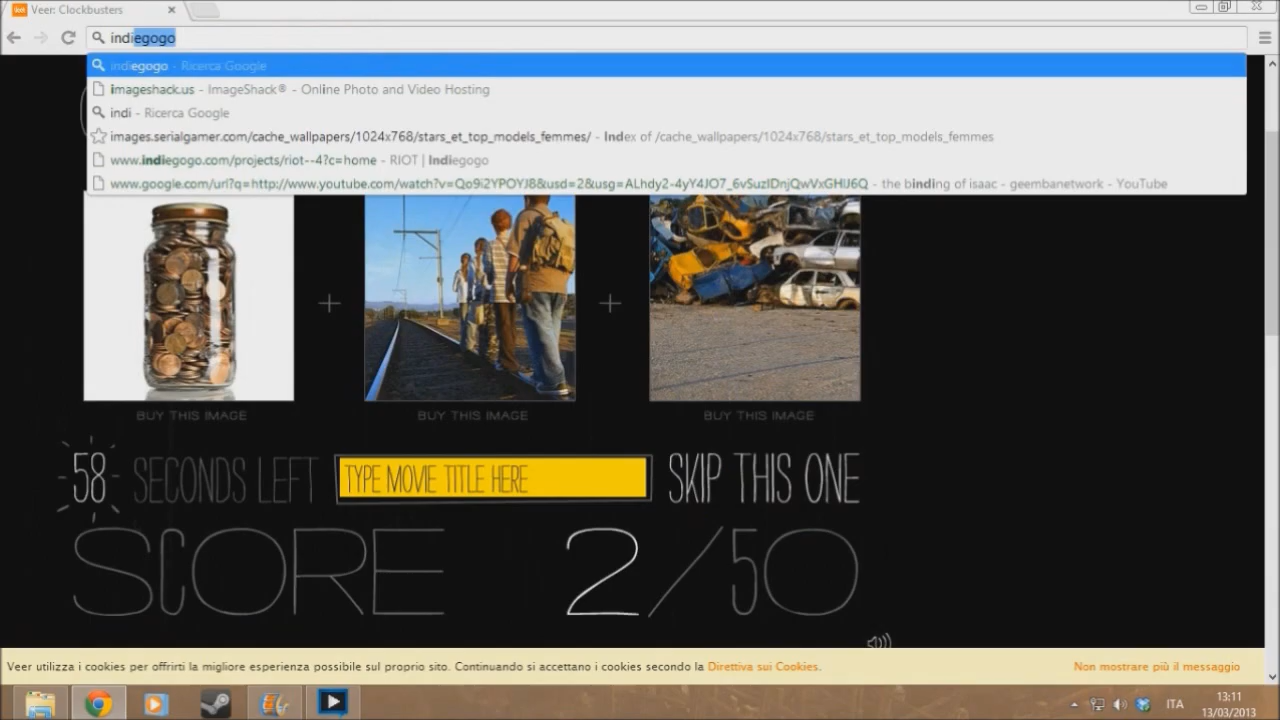 Veer: Clockbusters
indiegogo
indiegogo - Ricerca Google
imageshack.us - ImageShack® - Online Photo and Video Hosting
indi - Ricerca Google
images.serialgamer.com/cache_wallpapers/1024x768/stars_et_top_models_femmes/ - Index of /cache_wallpapers/1024x768/stars_et_top_models_femmes
www.indiegogo.com/projects/riot--4?c=home - RIOT | Indiegogo
www.google.com/url?q=http://www.youtube.com/watch?v=Qo9i2YPOYJ8&usd=2&usg=ALhdy2-4yY4JO7_6vSuzIDnjQwVxGHIJ6Q - the binding of isaac - geembanetwork - YouTube
BUY THIS IMAGE BUY THIS IMAGE BUY THIS IMAGE
58 SECONDS LEFT TYPE MOVIE TITLE HERE SKIP THIS ONE
SCORE 2/50
Veer utilizza i cookies per offrirti la migliore esperienza possibile sul proprio sito. Continuando si accettano i cookies secondo la Direttiva sui Cookies. Non mostrare più il messaggio
ITA 13:11
13/03/2013